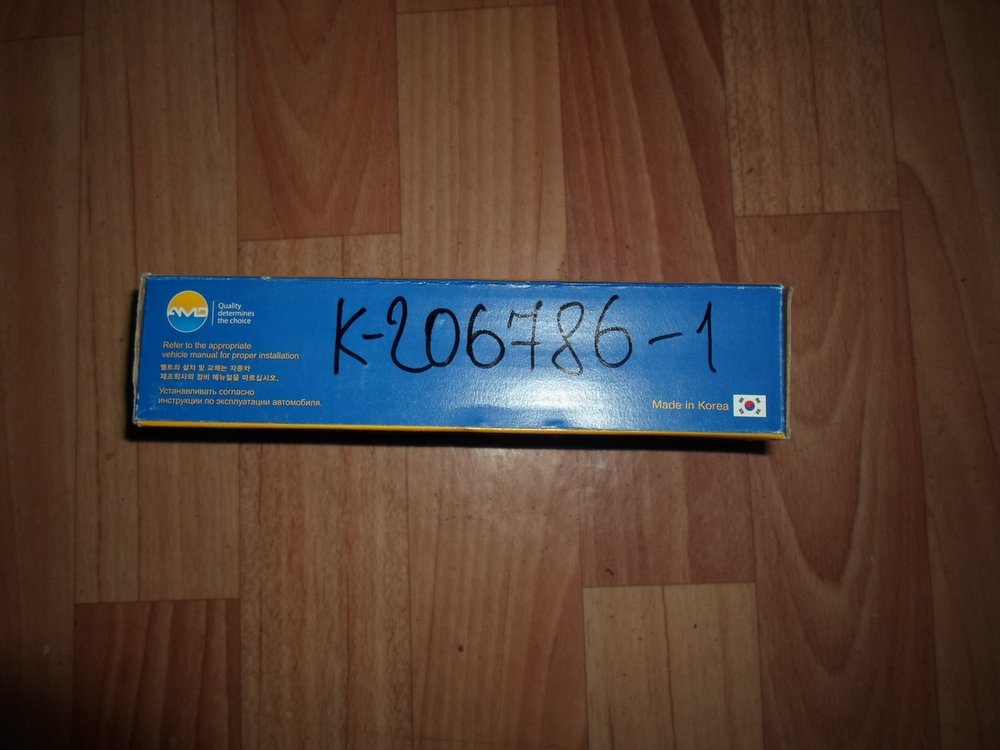 AMD
Quality
determines
the choice
K-206786-1
Refer to the appropriate
vehicle manual for proper installation
벨트의 설치 및 교체는 자동차
제조회사의 정비 메뉴얼을 따르십시오.
Устанавливать согласно
инструкции по эксплуатации автомобиля.
Made in Korea